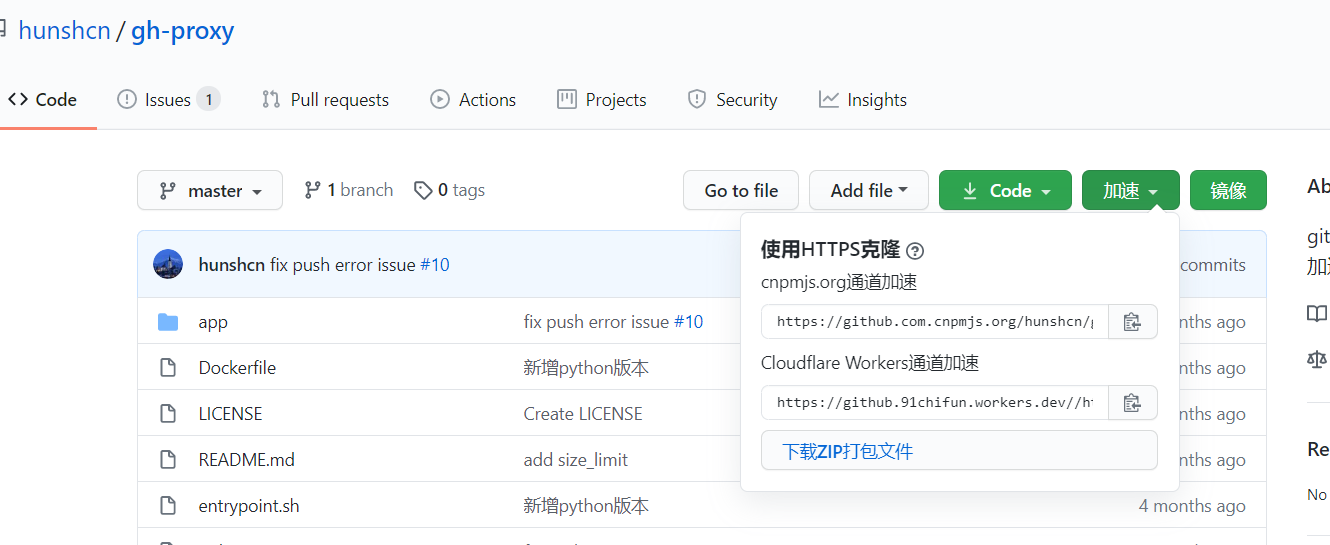 hunshcn / gh-proxy
Code Issues 1 Pull requests Actions Projects Security Insights
master 1 branch 0 tags Go to file Add file Code 加速 镜像
hunshcn fix push error issue #10 commits
app fix push error issue #10 nths ago
Dockerfile 新增python版本 nths ago
LICENSE Create LICENSE
README.md add size_limit nths ago
entrypoint.sh 新增python版本 4 months ago
使用HTTPS克隆
cnpmjs.org通道加速
https://github.com.cnpmjs.org/hunshcn/g
Cloudflare Workers通道加速
https://github.91chifun.workers.dev//ht
下载ZIP打包文件
Ab
git
加速
Re
No